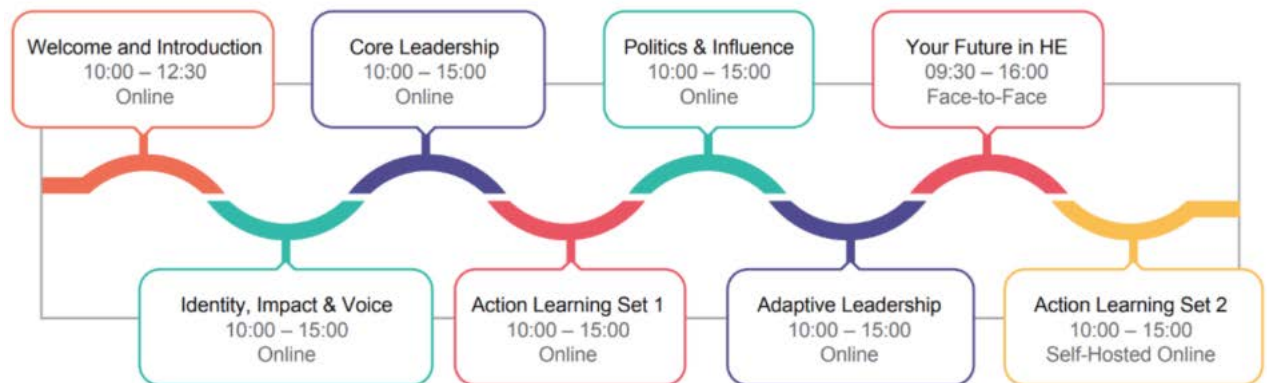 Welcome and Introduction
10:00 – 12:30
Online
Core Leadership
10:00 – 15:00
Online
Politics & Influence
10:00 – 15:00
Online
Your Future in HE
09:30 – 16:00
Face-to-Face
Identity, Impact & Voice
10:00 – 15:00
Online
Action Learning Set 1
10:00 – 15:00
Online
Adaptive Leadership
10:00 – 15:00
Online
Action Learning Set 2
10:00 – 15:00
Self-Hosted Online